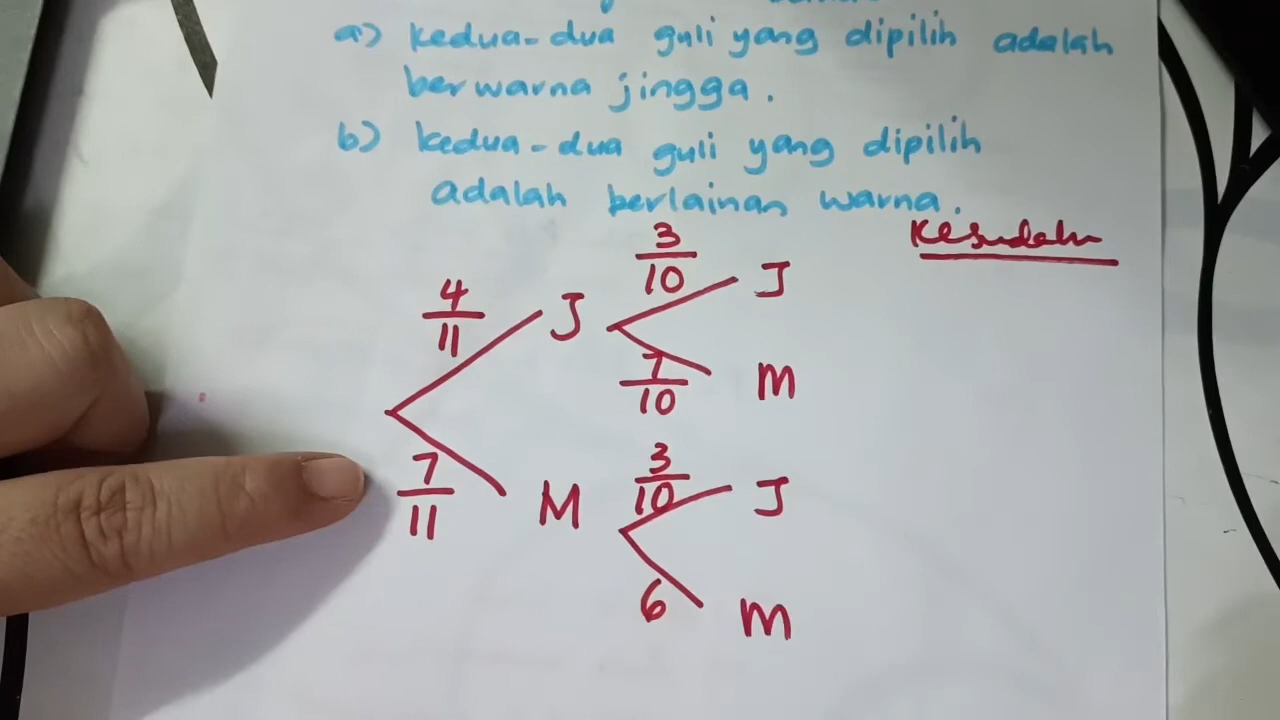 a) kedua-dua guli yang dipilih adalah
berwarna jingga.
b) kedua-dua guli yang dipilih
adalah berlainan warna.
Kesudahan
4/11 J
3/10 J
7/10 M
7/11 M
3/10 J
6 M